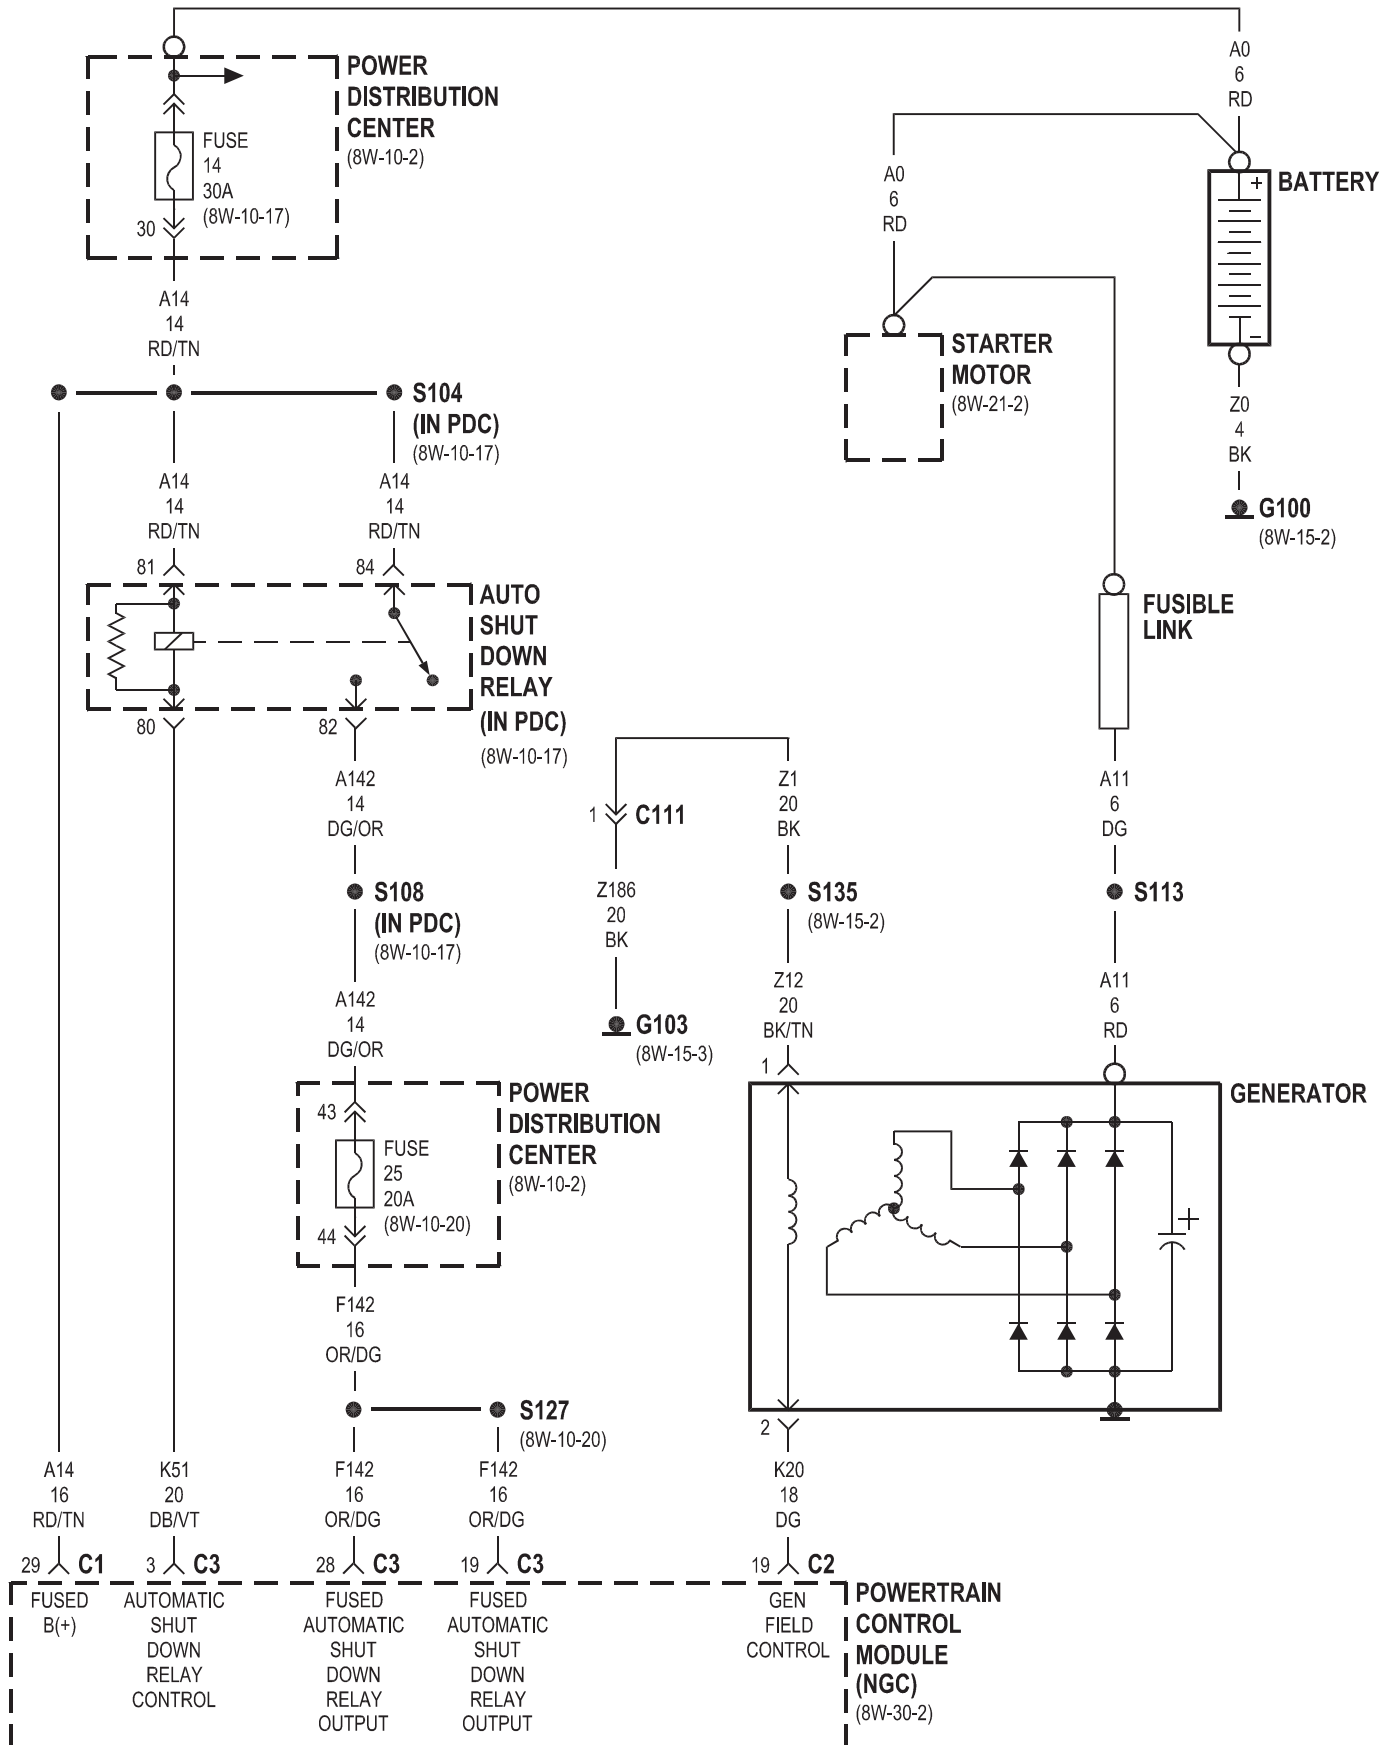 POWER
DISTRIBUTION
CENTER
(8W-10-2)
FUSE
14
30A
(8W-10-17)
30
A0
6
RD
A0
6
RD
+
BATTERY
-
A14
14
RD/TN
STARTER
MOTOR
(8W-21-2)
Z0
4
BK
G100
(8W-15-2)
S104
(IN PDC)
(8W-10-17)
A14
14
RD/TN
A14
14
RD/TN
81
84
AUTO
SHUT
DOWN
RELAY
(IN PDC)
(8W-10-17)
80
82
FUSIBLE
LINK
A142
14
DG/OR
1
C111
Z1
20
BK
A11
6
DG
S108
(IN PDC)
(8W-10-17)
Z186
20
BK
S135
(8W-15-2)
S113
A142
14
DG/OR
G103
(8W-15-3)
Z12
20
BK/TN
A11
6
RD
1
GENERATOR
POWER
DISTRIBUTION
CENTER
(8W-10-2)
43
FUSE
25
20A
(8W-10-20)
44
+
F142
16
OR/DG
S127
(8W-10-20)
2
A14
16
RD/TN
K51
20
DB/VT
F142
16
OR/DG
F142
16
OR/DG
K20
18
DG
29 C1
3 C3
28 C3
19 C3
19 C2
FUSED
B(+)
AUTOMATIC
SHUT
DOWN
RELAY
CONTROL
FUSED
AUTOMATIC
SHUT
DOWN
RELAY
OUTPUT
FUSED
AUTOMATIC
SHUT
DOWN
RELAY
OUTPUT
GEN
FIELD
CONTROL
POWERTRAIN
CONTROL
MODULE
(NGC)
(8W-30-2)